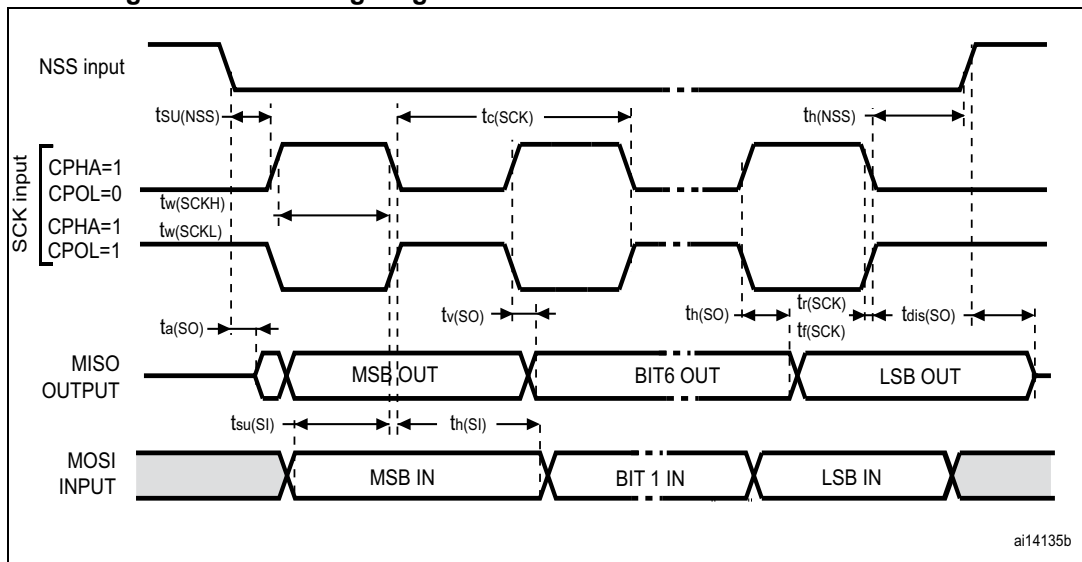 NSS input
tSU(NSS)
tc(SCK)
th(NSS)
SCK input
CPHA=1
CPOL=0
tw(SCKH)
CPHA=1
tw(SCKL)
CPOL=1
ta(SO)
tv(SO)
th(SO)
tr(SCK)
tf(SCK)
tdis(SO)
MISO
OUTPUT
MSB OUT
BIT6 OUT
LSB OUT
tsu(SI)
th(SI)
MOSI
INPUT
MSB IN
BIT 1 IN
LSB IN
ai14135b